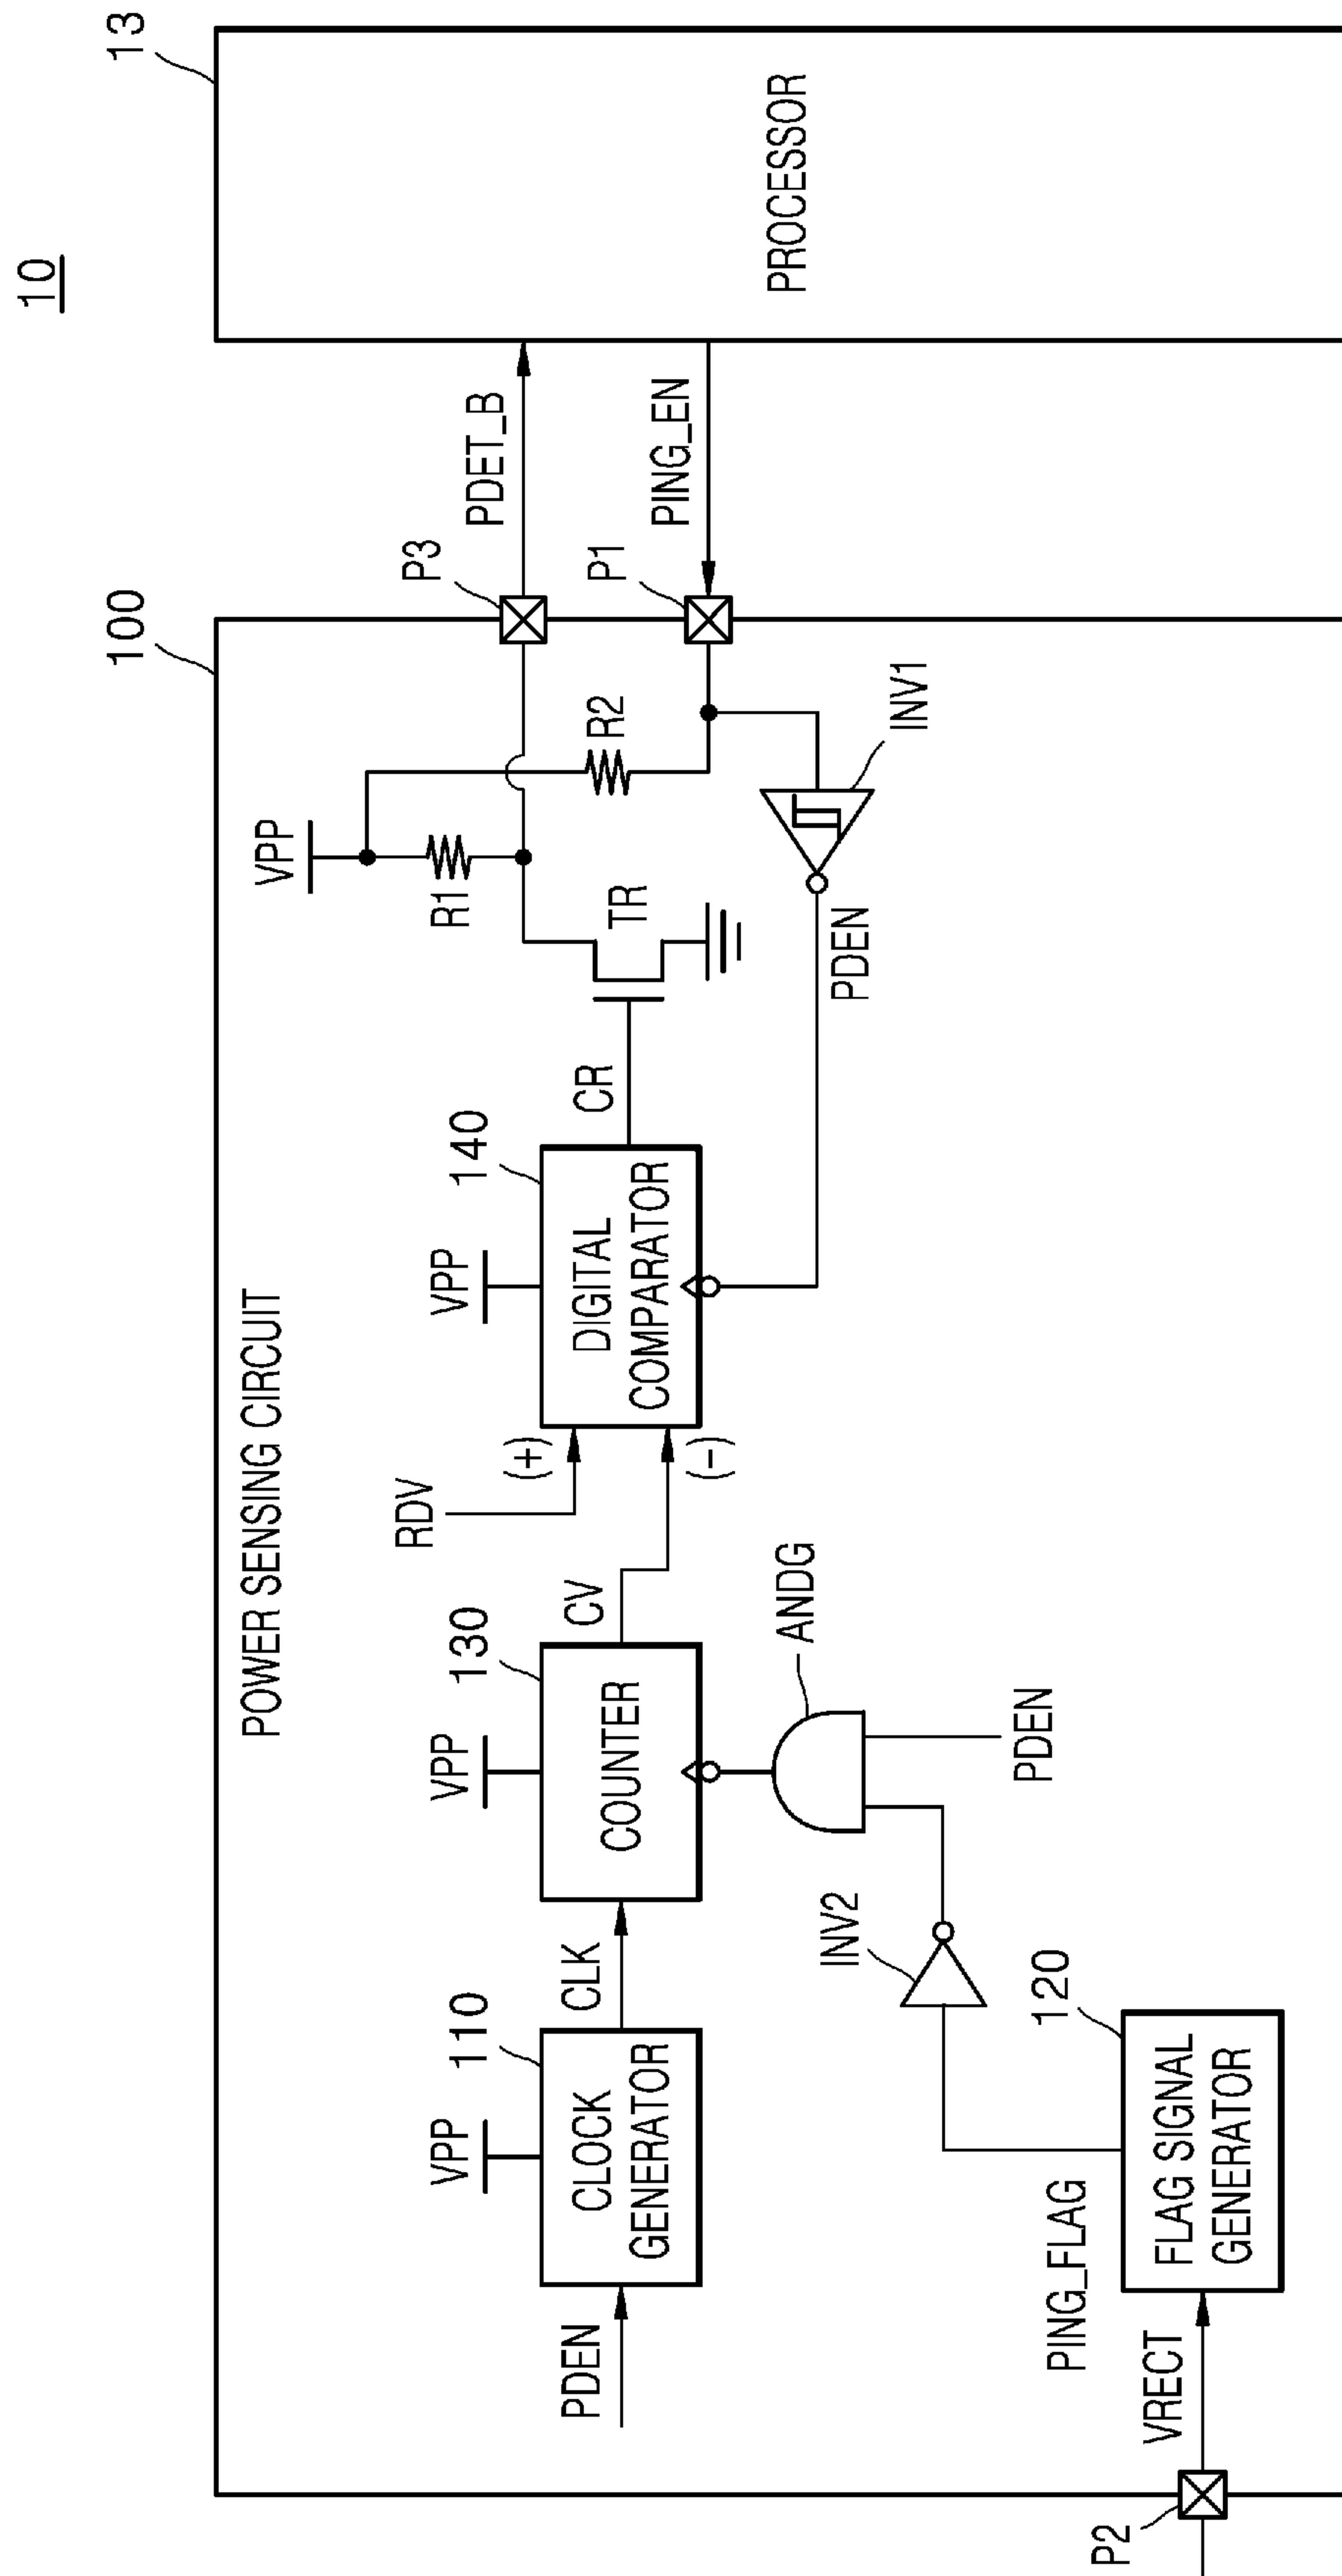 10
100
13
POWER SENSING CIRCUIT
PROCESSOR
VPP
110
CLOCK
GENERATOR
PDEN
CLK
VPP
130
COUNTER
CV
RDV
(+)
(-)
VPP
140
DIGITAL
COMPARATOR
CR
TR
VPP
R1
R2
P3
PDET_B
P1
PING_EN
INV1
PDEN
ANDG
PDEN
INV2
120
FLAG SIGNAL
GENERATOR
PING_FLAG
VRECT
P2